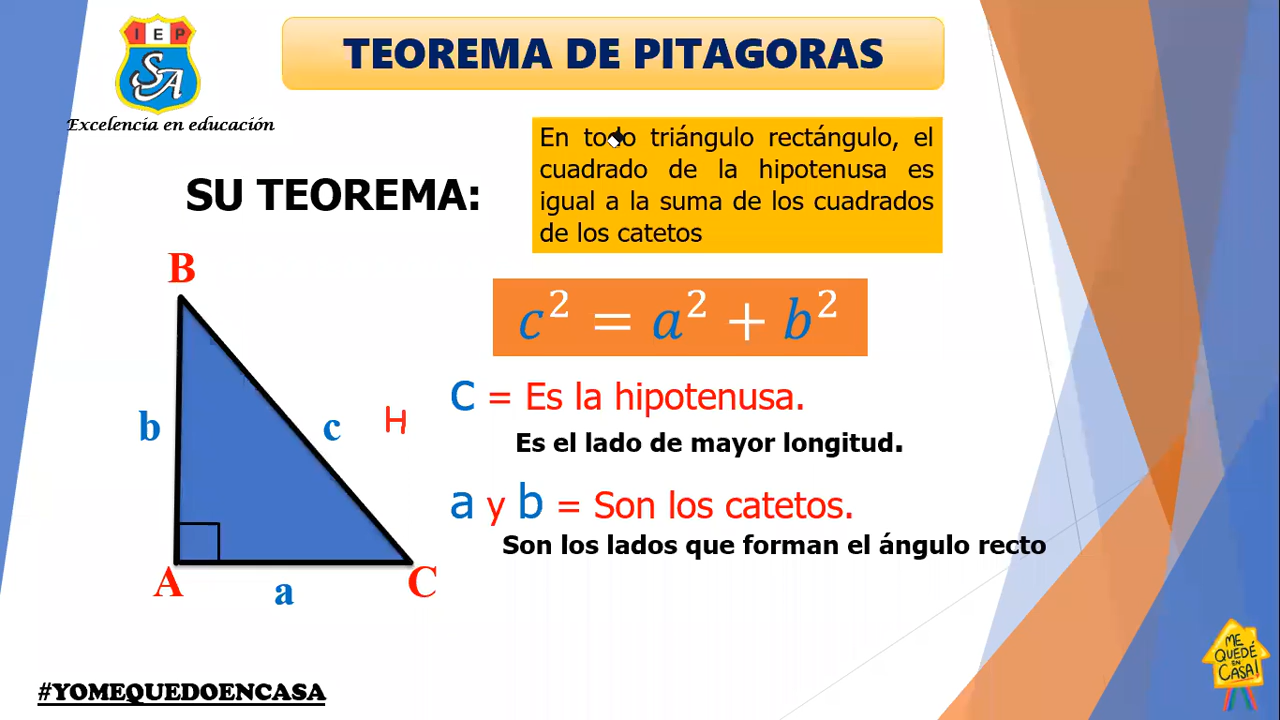 IEP
SA
Excelencia en educación
TEOREMA DE PITAGORAS
En todo triángulo rectángulo, el
cuadrado de la hipotenusa es
igual a la suma de los cuadrados
de los catetos
SU TEOREMA:
c² = a² + b²
B
b
c
H
A
a
C
C = Es la hipotenusa.
Es el lado de mayor longitud.
a y b = Son los catetos.
Son los lados que forman el ángulo recto
#YOMEQUEDOENCASA
ME
QUEDÉ
EN
CASA!